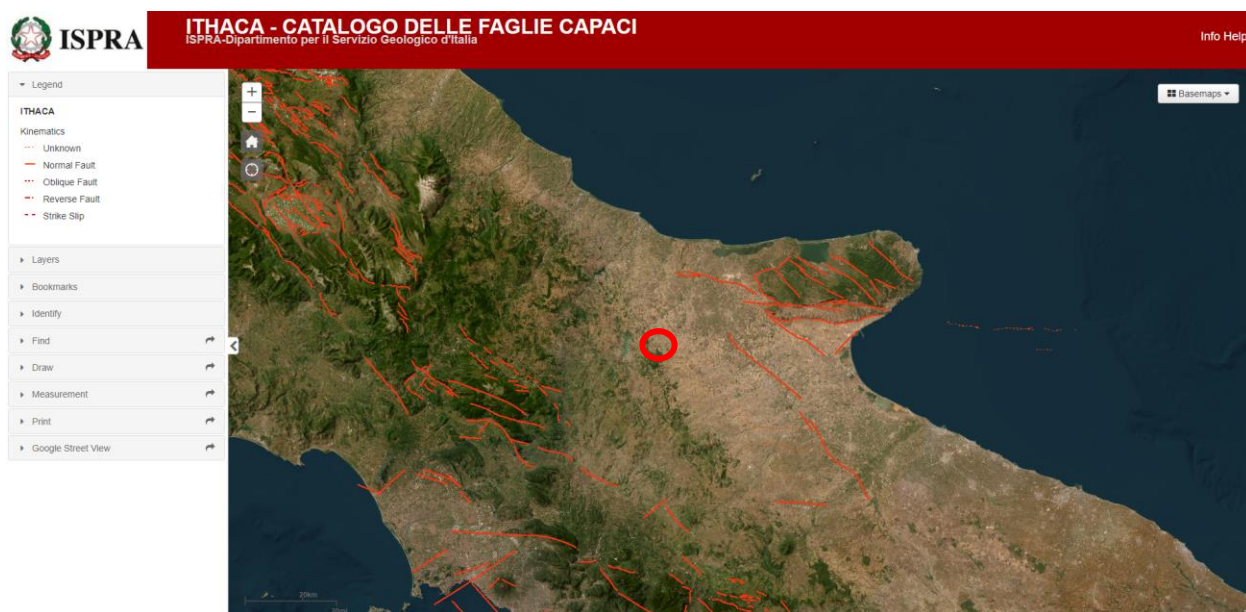 ISPRA
ITHACA - CATALOGO DELLE FAGLIE CAPACI
ISPRA-Dipartimento per il Servizio Geologico d'Italia
Info Help
Legend
ITHACA
Kinematics
Unknown
Normal Fault
Oblique Fault
Reverse Fault
Strike Slip
Layers
Bookmarks
Identify
Find
Draw
Measurement
Print
Google Street View
+
−
Basemaps
20km